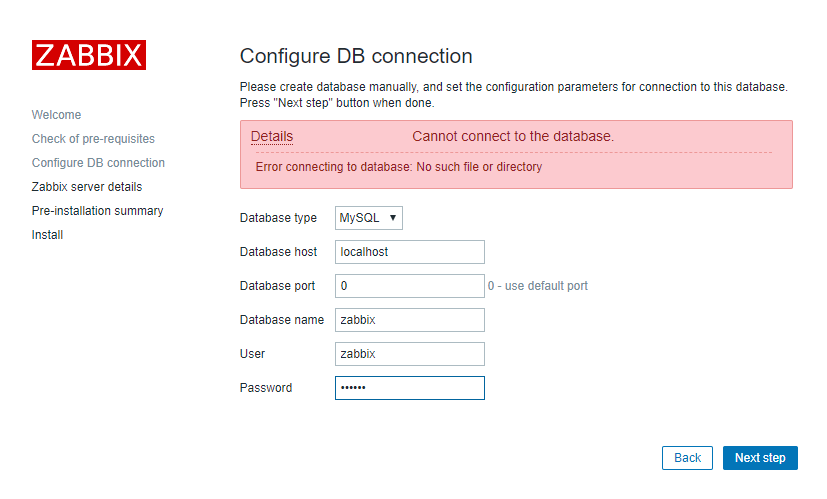 ZABBIX
Welcome
Check of pre-requisites
Configure DB connection
Zabbix server details
Pre-installation summary
Install
Configure DB connection
Please create database manually, and set the configuration parameters for connection to this database.
Press "Next step" button when done.
Details Cannot connect to the database.
Error connecting to database: No such file or directory
Database type MySQL ▼
Database host localhost
Database port 0 0 - use default port
Database name zabbix
User zabbix
Password ••••••
Back Next step